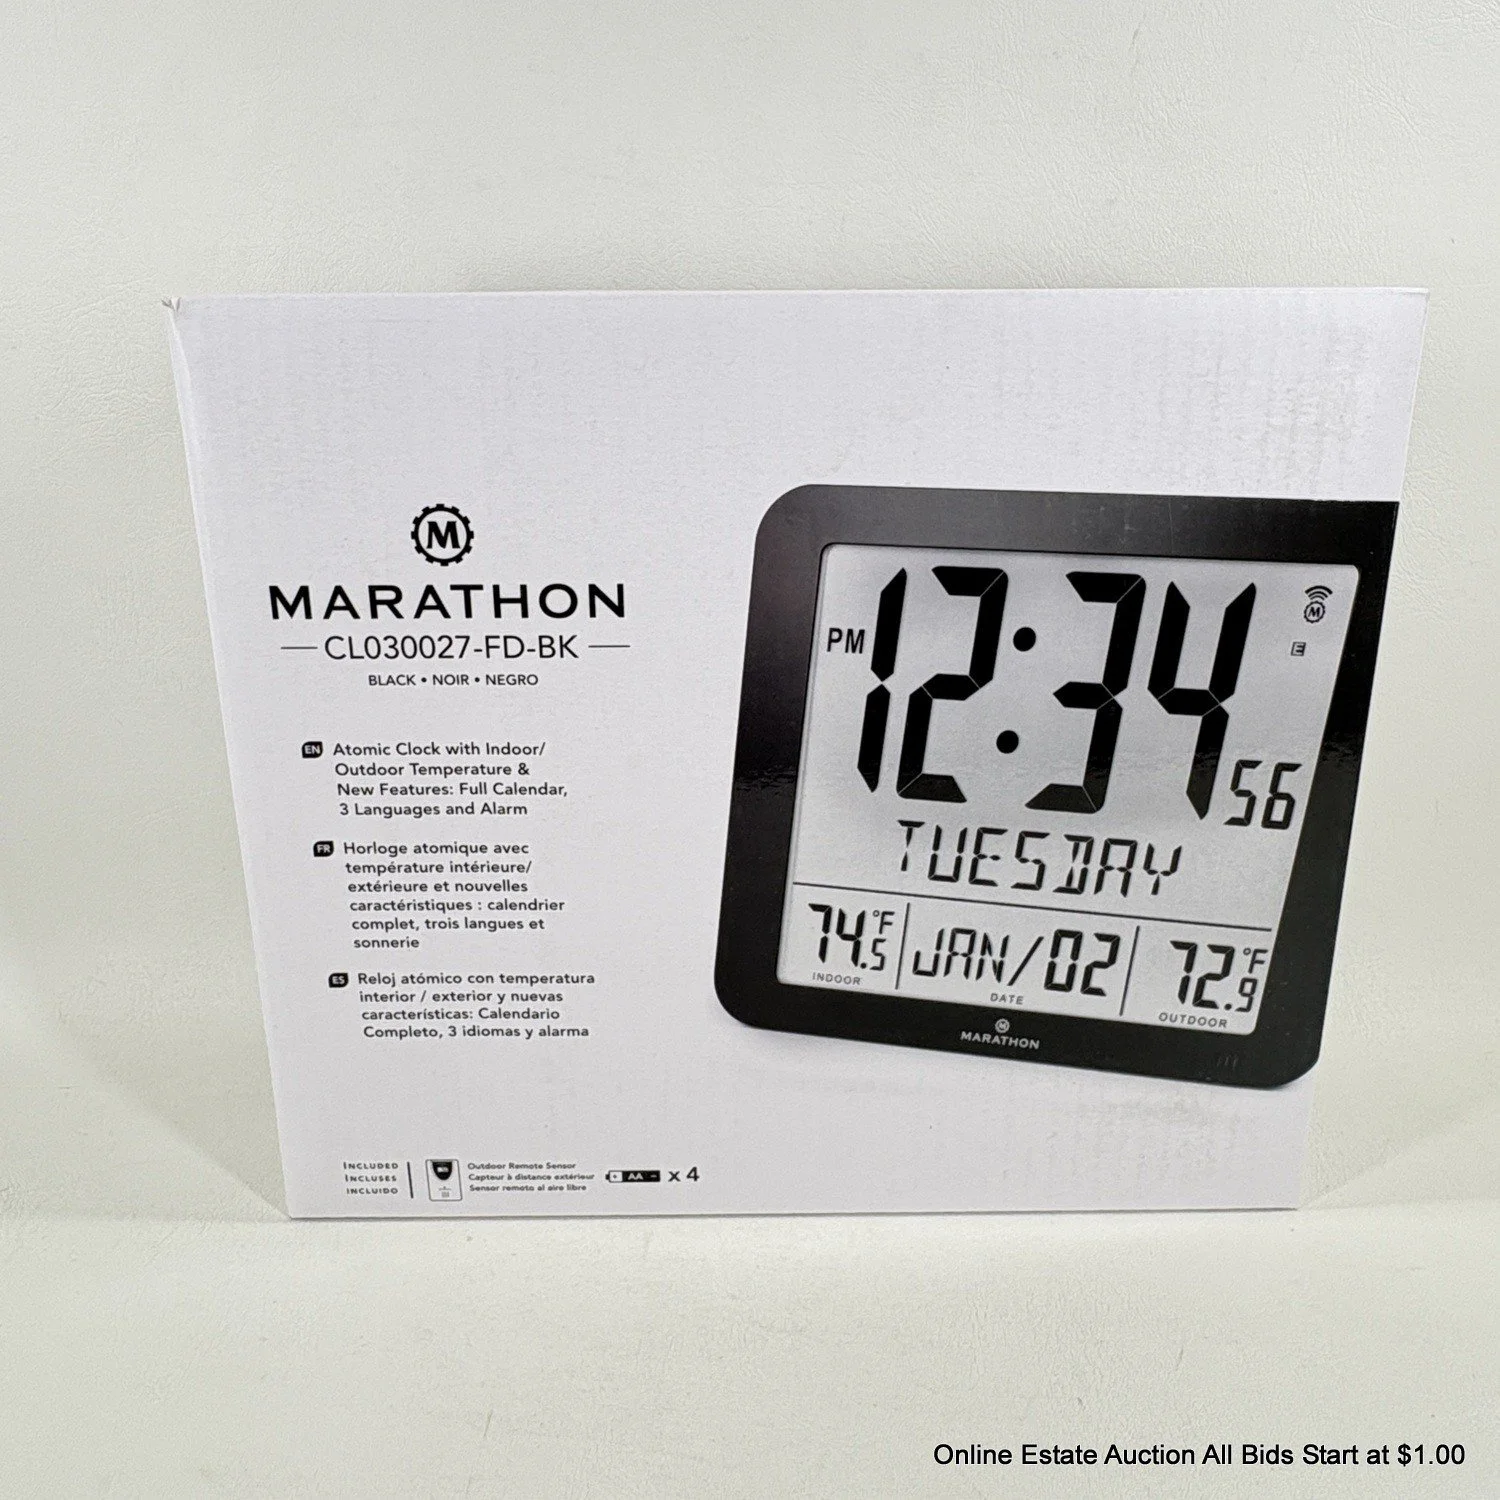 M
MARATHON
CL030027-FD-BK
BLACK • NOIR • NEGRO
EN Atomic Clock with Indoor/
Outdoor Temperature &
New Features: Full Calendar,
3 Languages and Alarm
FR Horloge atomique avec
température intérieure/
extérieure et nouvelles
caractéristiques : calendrier
complet, trois langues et
sonnerie
ES Reloj atómico con temperatura
interior / exterior y nuevas
características: Calendario
Completo, 3 idiomas y alarma
INCLUDED
INCLUSES
INCLUIDO
Outdoor Remote Sensor
Capteur à distance extérieur
Sensor remoto al aire libre
+ AA - x 4
PM 12:34 56
M
E
TUESDAY
74.5 °F
INDOOR
JAN/02
DATE
72.9 °F
OUTDOOR
M
MARATHON
Online Estate Auction All Bids Start at $1.00